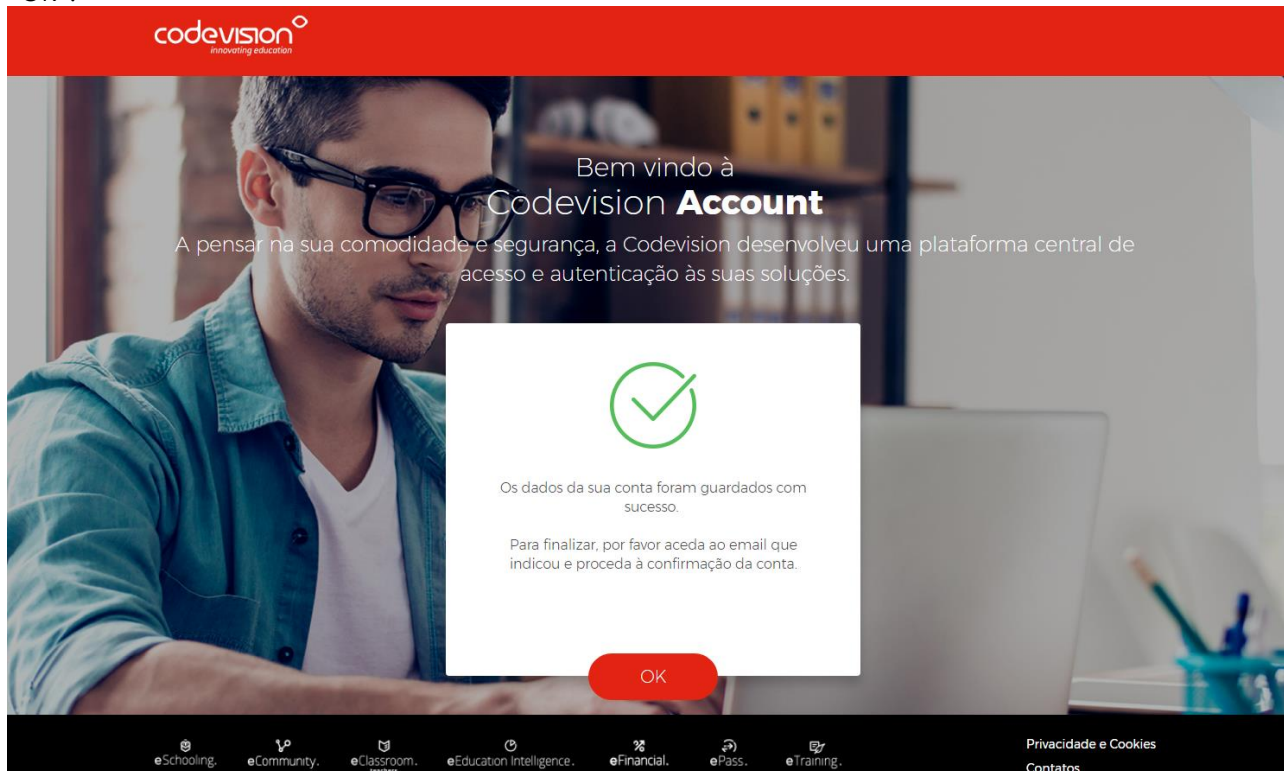 codevision
innovating education
Bem vindo à
Codevision Account
A pensar na sua comodidade e segurança, a Codevision desenvolveu uma plataforma central de
acesso e autenticação às suas soluções.
Os dados da sua conta foram guardados com
sucesso.
Para finalizar, por favor aceda ao email que
indicou e proceda à confirmação da conta.
OK
eSchooling. eCommunity. eClassroom. eEducation Intelligence. eFinancial. ePass. eTraining.
teachers
Privacidade e Cookies
Contatos